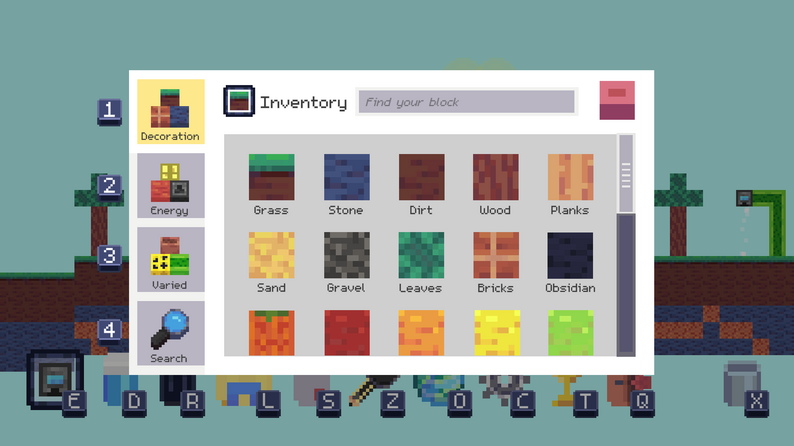 1
Inventory
Find your block
Decoration
2
Energy
Grass Stone Dirt Wood Planks
3
Varied
Sand Gravel Leaves Bricks Obsidian
4
Search
E D R L S Z O C T Q X